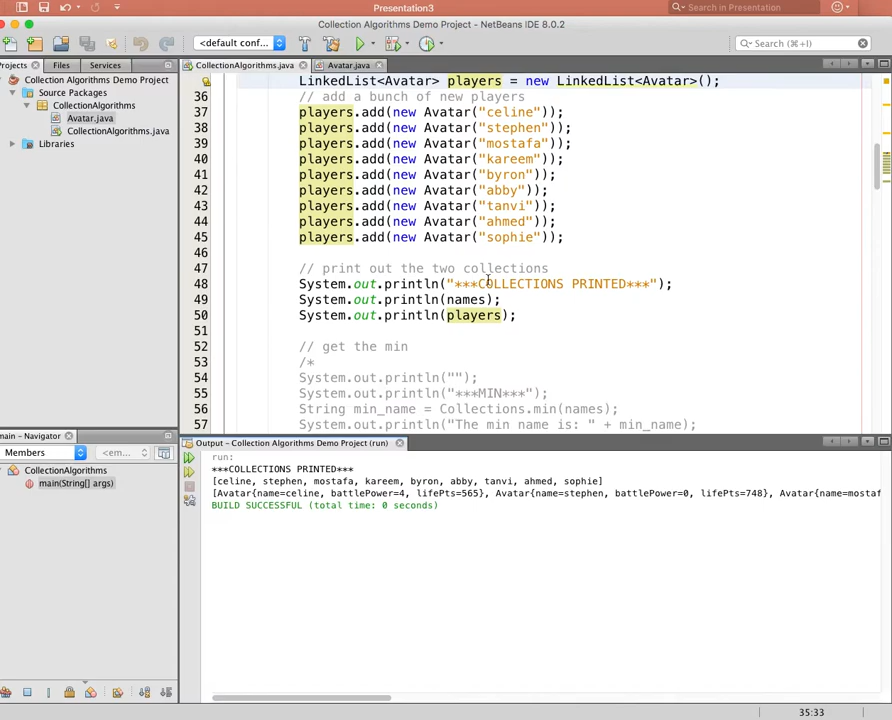 Presentation3
Search in Presentation
Collection Algorithms Demo Project - NetBeans IDE 8.0.2
<default conf...
Search (⌘+I)
Projects
Files
Services
CollectionAlgorithms.java
Avatar.java
Collection Algorithms Demo Project
Source Packages
CollectionAlgorithms
Avatar.java
CollectionAlgorithms.java
Libraries
LinkedList<Avatar> players = new LinkedList<Avatar>();
36 // add a bunch of new players
37 players.add(new Avatar("celine"));
38 players.add(new Avatar("stephen"));
39 players.add(new Avatar("mostafa"));
40 players.add(new Avatar("kareem"));
41 players.add(new Avatar("byron"));
42 players.add(new Avatar("abby"));
43 players.add(new Avatar("tanvi"));
44 players.add(new Avatar("ahmed"));
45 players.add(new Avatar("sophie"));
46
47 // print out the two collections
48 System.out.println("***COLLECTIONS PRINTED***");
49 System.out.println(names);
50 System.out.println(players);
51
52 // get the min
53 /*
54 System.out.println("");
55 System.out.println("***MIN***");
56 String min_name = Collections.min(names);
57 System.out.println("The min name is: " + min_name);
main - Navigator
Members
<em...
CollectionAlgorithms
main(String[] args)
Output - Collection Algorithms Demo Project (run)
run:
***COLLECTIONS PRINTED***
[celine, stephen, mostafa, kareem, byron, abby, tanvi, ahmed, sophie]
[Avatar{name=celine, battlePower=4, lifePts=565}, Avatar{name=stephen, battlePower=0, lifePts=748}, Avatar{name=mostaf
BUILD SUCCESSFUL (total time: 0 seconds)
35:33